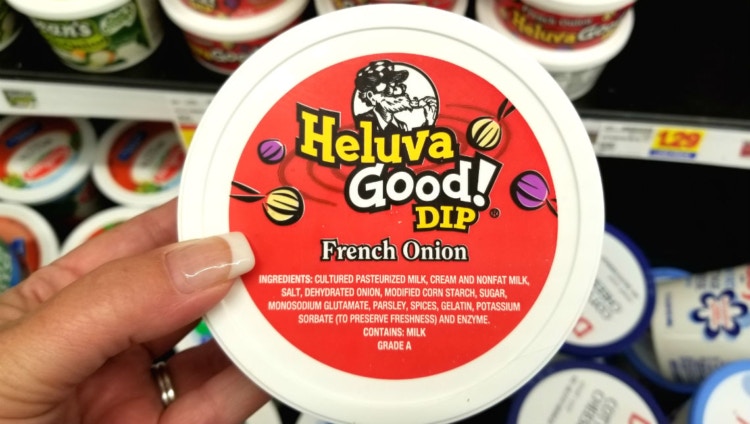 French Onion
Heluva Good
Heluva
Good!
DIP®
French Onion
INGREDIENTS: CULTURED PASTEURIZED MILK, CREAM AND NONFAT MILK,
SALT, DEHYDRATED ONION, MODIFIED CORN STARCH, SUGAR,
MONOSODIUM GLUTAMATE, PARSLEY, SPICES, GELATIN, POTASSIUM
SORBATE (TO PRESERVE FRESHNESS) AND ENZYME.
CONTAINS: MILK
GRADE A
1.29